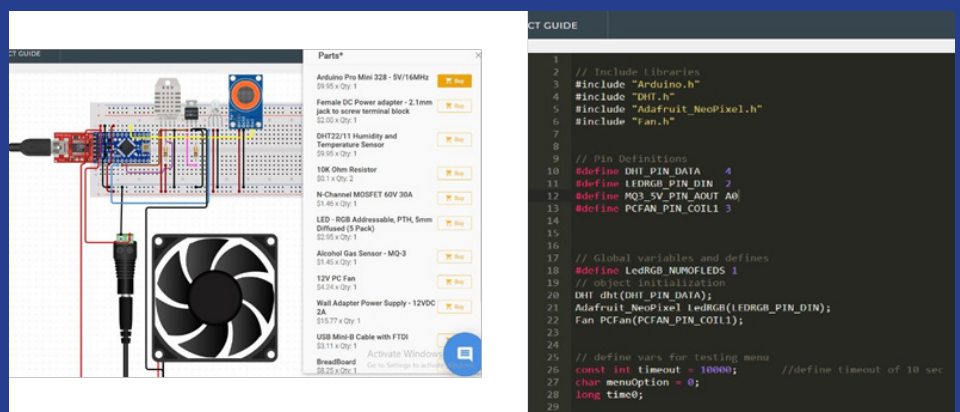 CT GUIDE
Parts*
Arduino Pro Mini 328 - 5V/16MHz
$9.95 x Qty: 1
Buy
Female DC Power adapter - 2.1mm
jack to screw terminal block
$2.00 x Qty: 1
Buy
DHT22/11 Humidity and
Temperature Sensor
$9.95 x Qty: 1
Buy
10K Ohm Resistor
$0.1 x Qty: 2
Buy
N-Channel MOSFET 60V 30A
$1.46 x Qty: 1
Buy
LED - RGB Addressable, PTH, 5mm
Diffused (5 Pack)
$2.95 x Qty: 1
Buy
Alcohol Gas Sensor - MQ-3
$1.45 x Qty: 1
Buy
12V PC Fan
$4.24 x Qty: 1
Buy
Wall Adapter Power Supply - 12VDC
2A
$15.77 x Qty: 1
Buy
USB Mini-B Cable with FTDI
$3.11 x Qty: 1
BreadBoard
$8.25 x Qty: 1
Activate Windows
Go to Settings to activate
CT GUIDE
1
2 // Include Libraries
3 #include "Arduino.h"
4 #include "DHT.h"
5 #include "Adafruit_NeoPixel.h"
6 #include "Fan.h"
7
8
9 // Pin Definitions
10 #define DHT_PIN_DATA 4
11 #define LEDRGB_PIN_DIN 2
12 #define MQ3_5V_PIN_AOUT A0
13 #define PCFAN_PIN_COIL1 3
14
15
16
17 // Global variables and defines
18 #define LedRGB_NUMOFLEDS 1
19 // object initialization
20 DHT dht(DHT_PIN_DATA);
21 Adafruit_NeoPixel LedRGB(LEDRGB_PIN_DIN);
22 Fan PCFan(PCFAN_PIN_COIL1);
23
24
25 // define vars for testing menu
26 const int timeout = 10000; //define timeout of 10 sec
27 char menuOption = 0;
28 long time0;
29